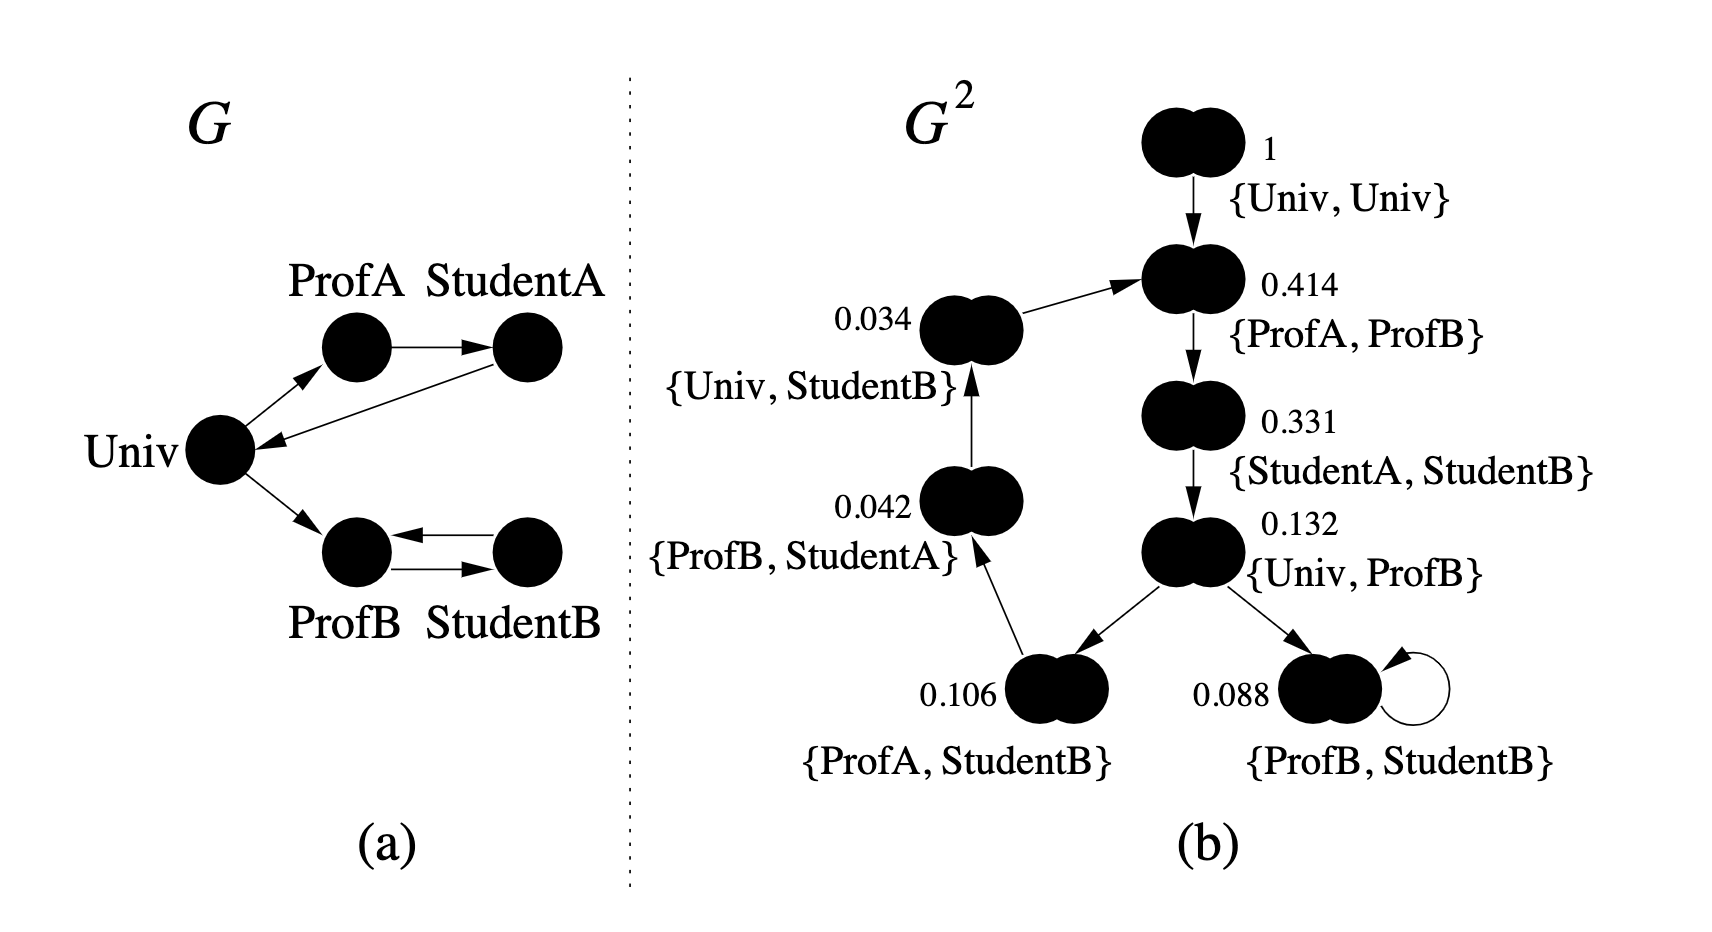 G
ProfA StudentA
Univ
ProfB StudentB
(a)
G²
1
{Univ, Univ}
0.414
{ProfA, ProfB}
0.331
{StudentA, StudentB}
0.132
{Univ, ProfB}
0.034
{Univ, StudentB}
0.042
{ProfB, StudentA}
0.106
{ProfA, StudentB}
0.088
{ProfB, StudentB}
(b)